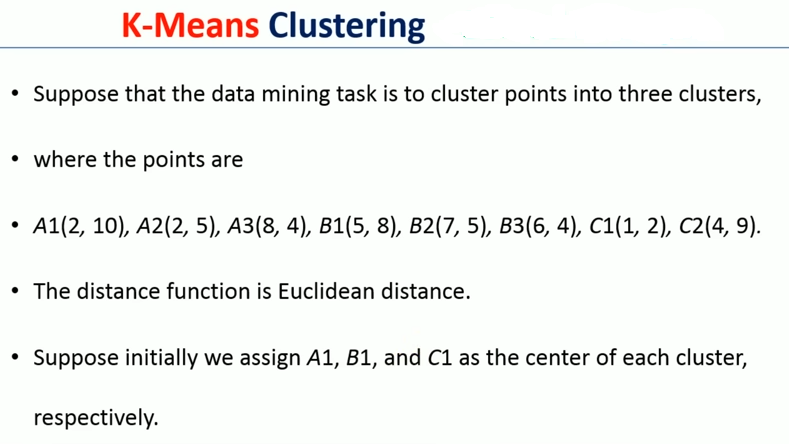 K-Means Clustering
• Suppose that the data mining task is to cluster points into three clusters,
• where the points are
• A1(2, 10), A2(2, 5), A3(8, 4), B1(5, 8), B2(7, 5), B3(6, 4), C1(1, 2), C2(4, 9).
• The distance function is Euclidean distance.
• Suppose initially we assign A1, B1, and C1 as the center of each cluster,
respectively.